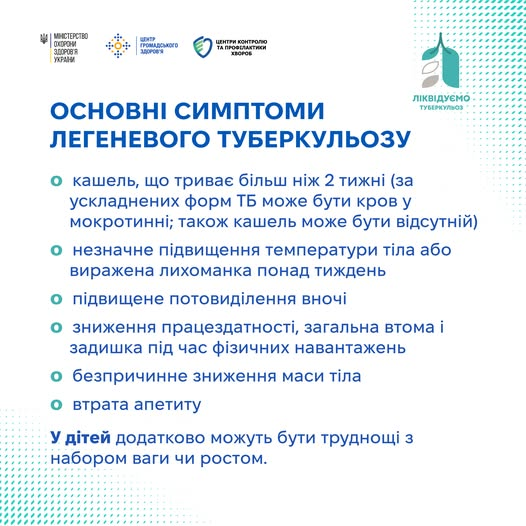 МІНІСТЕРСТВО
ОХОРОНИ
ЗДОРОВ'Я
УКРАЇНИ
ЦЕНТР
ГРОМАДСЬКОГО
ЗДОРОВ'Я
ЦЕНТРИ КОНТРОЛЮ
ТА ПРОФІЛАКТИКИ
ХВОРОБ
ЛІКВІДУЄМО
ТУБЕРКУЛЬОЗ
ОСНОВНІ СИМПТОМИ
ЛЕГЕНЕВОГО ТУБЕРКУЛЬОЗУ
кашель, що триває більш ніж 2 тижні (за
ускладнених форм ТБ може бути кров у
мокротинні; також кашель може бути відсутній)
незначне підвищення температури тіла або
виражена лихоманка понад тиждень
підвищене потовиділення вночі
зниження працездатності, загальна втома і
задишка під час фізичних навантажень
безпричинне зниження маси тіла
втрата апетиту
У дітей додатково можуть бути труднощі з
набором ваги чи ростом.